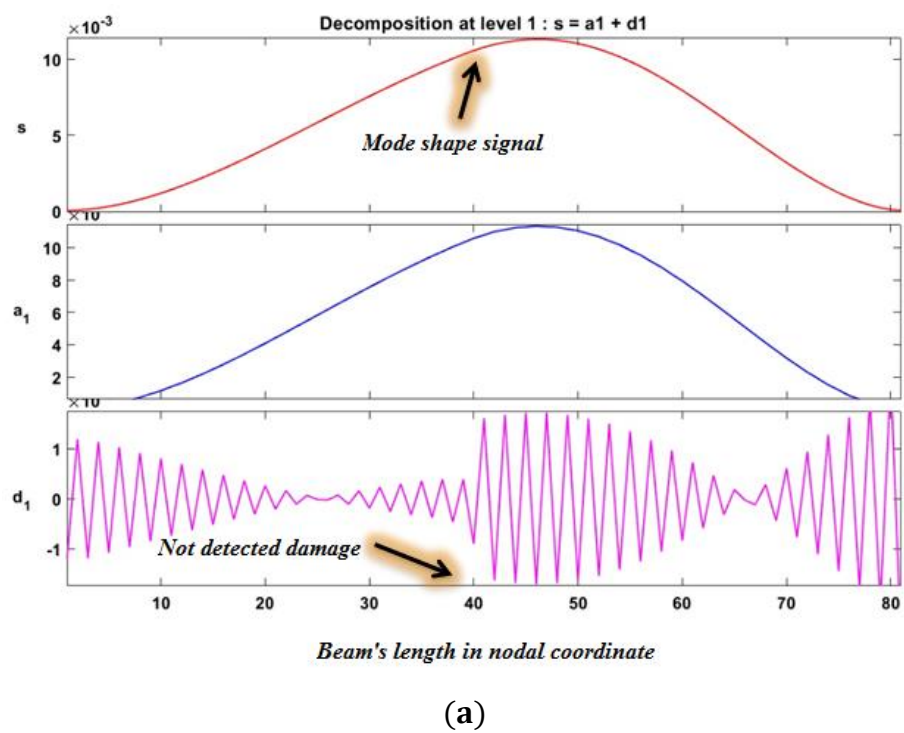 Decomposition at level 1 : s = a1 + d1
×10⁻³
10
5
0
s
Mode shape signal
×10
10
8
6
4
2
a₁
×10
1
0
-1
d₁
Not detected damage
10 20 30 40 50 60 70 80
Beam's length in nodal coordinate
(a)